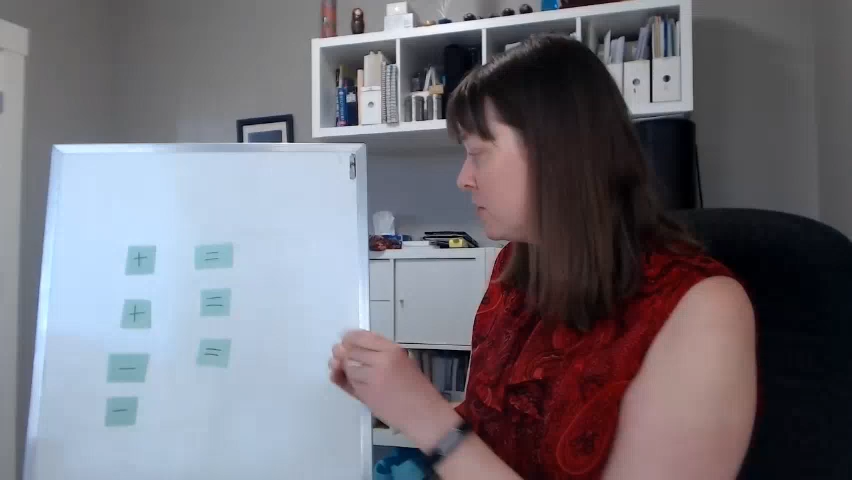 + =
+ =
− =
−